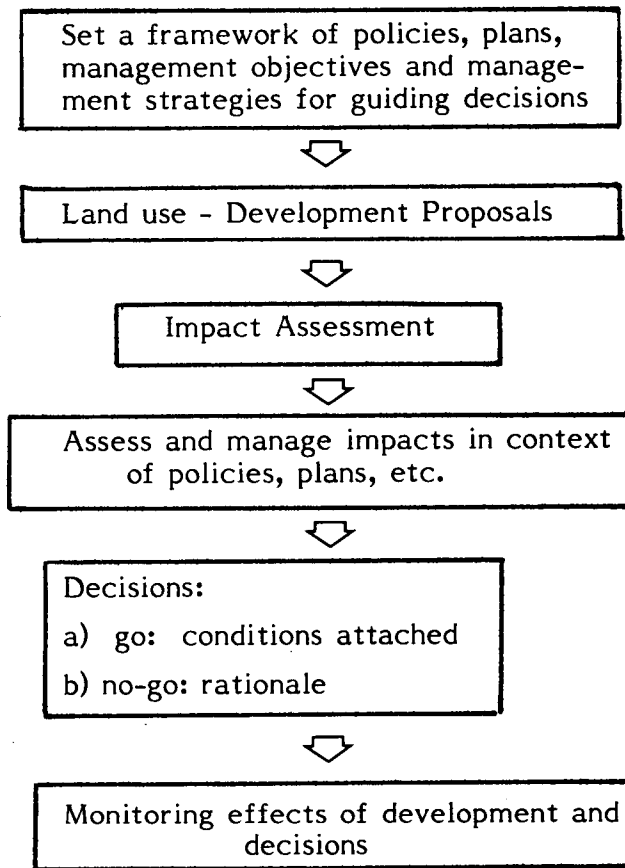 Set a framework of policies, plans,
management objectives and manage-
ment strategies for guiding decisions
Land use - Development Proposals
Impact Assessment
Assess and manage impacts in context
of policies, plans, etc.
Decisions:
a) go: conditions attached
b) no-go: rationale
Monitoring effects of development and
decisions